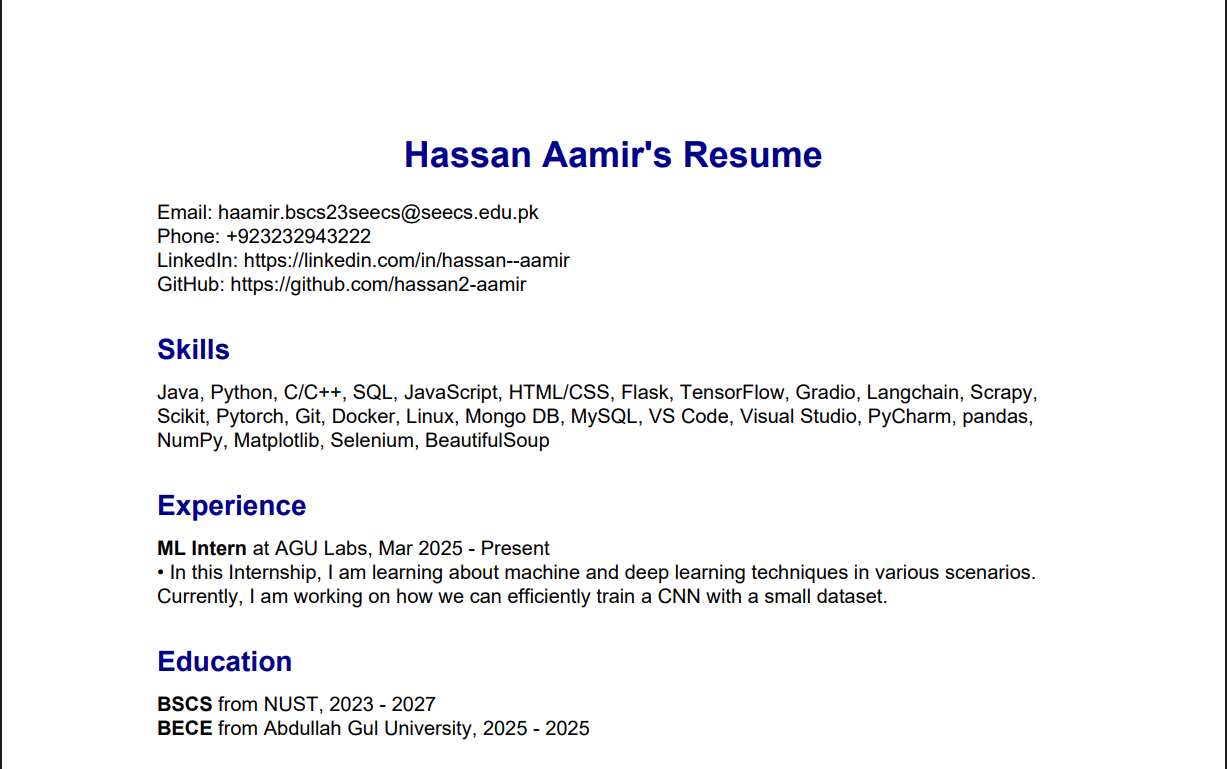 Hassan Aamir's Resume
Email: haamir.bscs23seecs@seecs.edu.pk
Phone: +923232943222
LinkedIn: https://linkedin.com/in/hassan--aamir
GitHub: https://github.com/hassan2-aamir
Skills
Java, Python, C/C++, SQL, JavaScript, HTML/CSS, Flask, TensorFlow, Gradio, Langchain, Scrapy,
Scikit, Pytorch, Git, Docker, Linux, Mongo DB, MySQL, VS Code, Visual Studio, PyCharm, pandas,
NumPy, Matplotlib, Selenium, BeautifulSoup
Experience
ML Intern at AGU Labs, Mar 2025 - Present
• In this Internship, I am learning about machine and deep learning techniques in various scenarios.
Currently, I am working on how we can efficiently train a CNN with a small dataset.
Education
BSCS from NUST, 2023 - 2027
BECE from Abdullah Gul University, 2025 - 2025